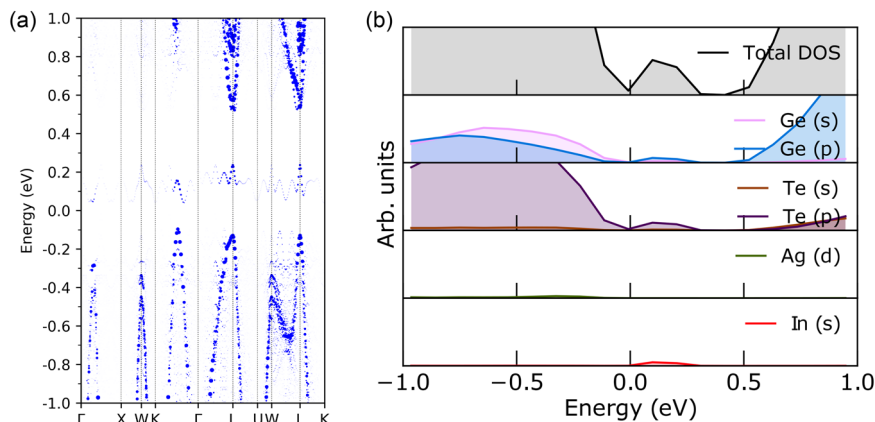 (a)
1.0
0.8
0.6
0.4
0.2
0.0
-0.2
-0.4
-0.6
-0.8
-1.0
Energy (eV)
Γ X W K Γ L U W L K
(b)
Total DOS
Ge (s)
Ge (p)
Te (s)
Te (p)
Ag (d)
In (s)
Arb. units
−1.0 −0.5 0.0 0.5 1.0
Energy (eV)